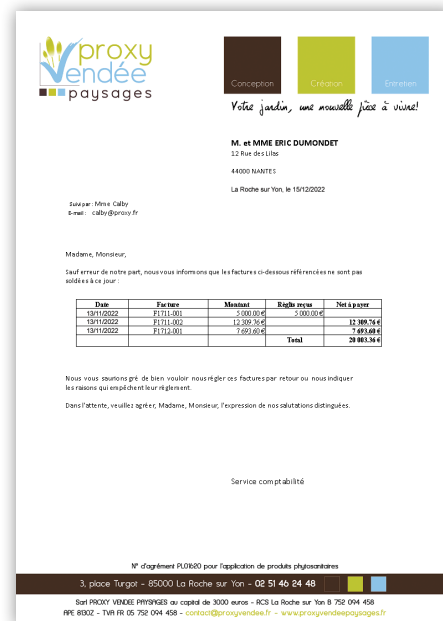 proxy
Vendée
paysages
Conception Création Entretien
Votre jardin, une nouvelle pièce à vivre!
M. et MME ERIC DUMONDET
12 Rue des Lilas
44000 NANTES
La Roche sur Yon, le 15/12/2022
Suivi par : Mme Calby
E-mail : calby@proxy.fr
Madame, Monsieur,
Sauf erreur de notre part, nous vous informons que les factures ci-dessous référencées ne sont pas
soldées à ce jour :
Date Facture Montant Réglts reçus Net à payer
13/11/2022 F1711-001 5 000.00 € 5 000.00 €
13/11/2022 F1711-002 12 309.76 € 12 309.76 €
13/11/2022 F1712-001 7 693.60 € 7 693.60 €
Total 20 003.36 €
Nous vous saurions gré de bien vouloir nous régler ces factures par retour ou nous indiquer
les raisons qui empêchent leur règlement.
Dans l'attente, veuillez agréer, Madame, Monsieur, l'expression de nos salutations distinguées.
Service comptabilité
N° d'agrément PL01620 pour l'application de produits phytosanitaires
3, place Turgot - 85000 La Roche sur Yon - 02 51 46 24 48
Sarl PROXY VENDEE PAYSAGES au capital de 3000 euros - RCS La Roche sur Yon B 752 094 458
APE 8130Z - TVA FR 05 752 094 458 - contact@proxyvendee.fr - www.proxyvendeepaysages.fr